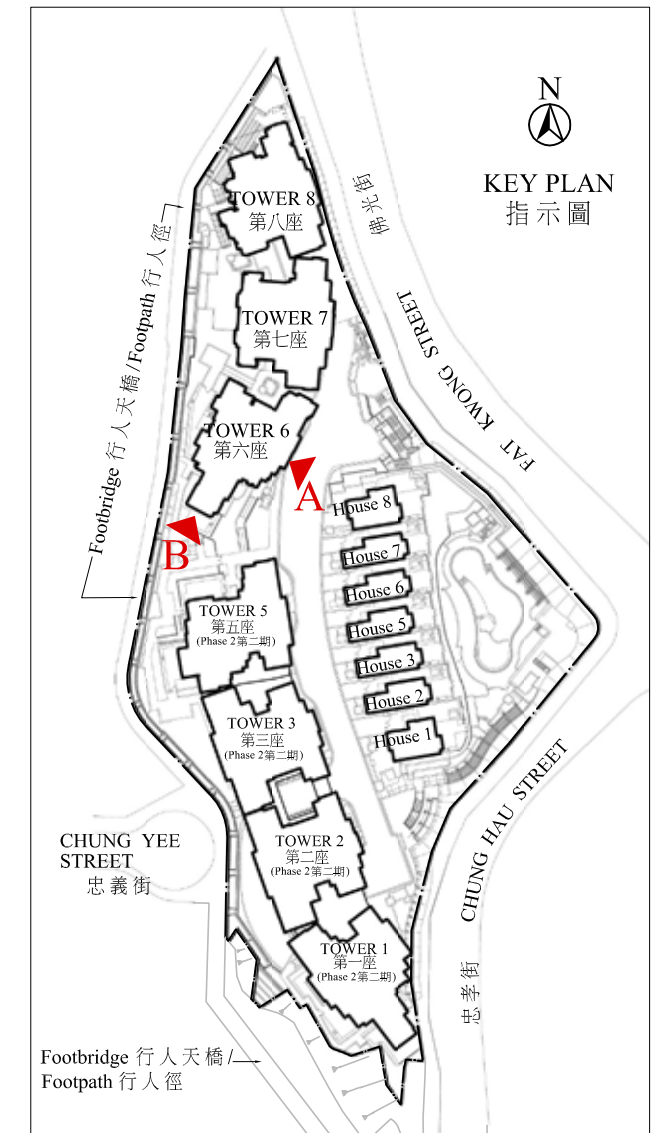 N
KEY PLAN
指示圖
TOWER 8
第八座
佛光街
FAT KWONG STREET
Footbridge 行人天橋/Footpath 行人徑
TOWER 7
第七座
TOWER 6
第六座
A
B
House 8
House 7
House 6
House 5
House 3
House 2
House 1
TOWER 5
第五座
(Phase 2第二期)
TOWER 3
第三座
(Phase 2第二期)
TOWER 2
第二座
(Phase 2第二期)
TOWER 1
第一座
(Phase 2第二期)
CHUNG YEE
STREET
忠義街
CHUNG HAU STREET
忠孝街
Footbridge 行人天橋/
Footpath 行人徑